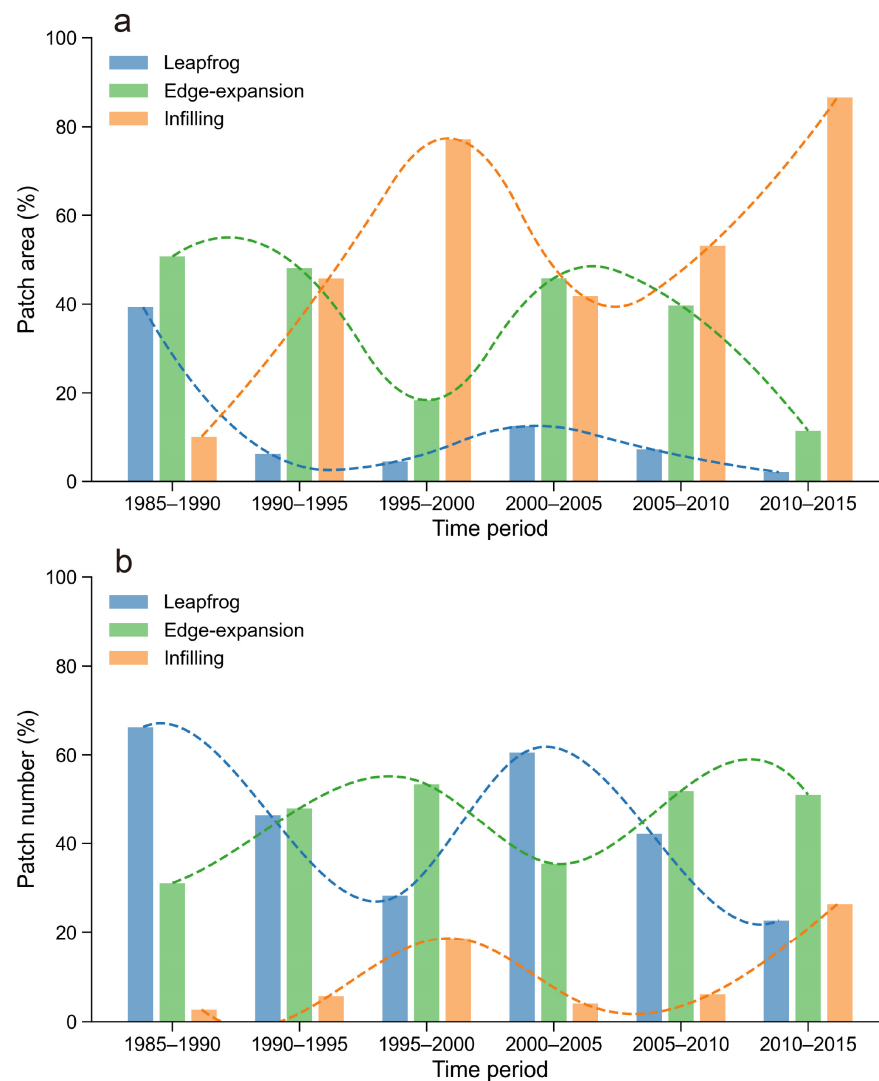 a
100
80
60
40
20
0
Patch area (%)
Leapfrog
Edge-expansion
Infilling
1985–1990 1990–1995 1995–2000 2000–2005 2005–2010 2010–2015
Time period
b
100
80
60
40
20
0
Patch number (%)
Leapfrog
Edge-expansion
Infilling
1985–1990 1990–1995 1995–2000 2000–2005 2005–2010 2010–2015
Time period